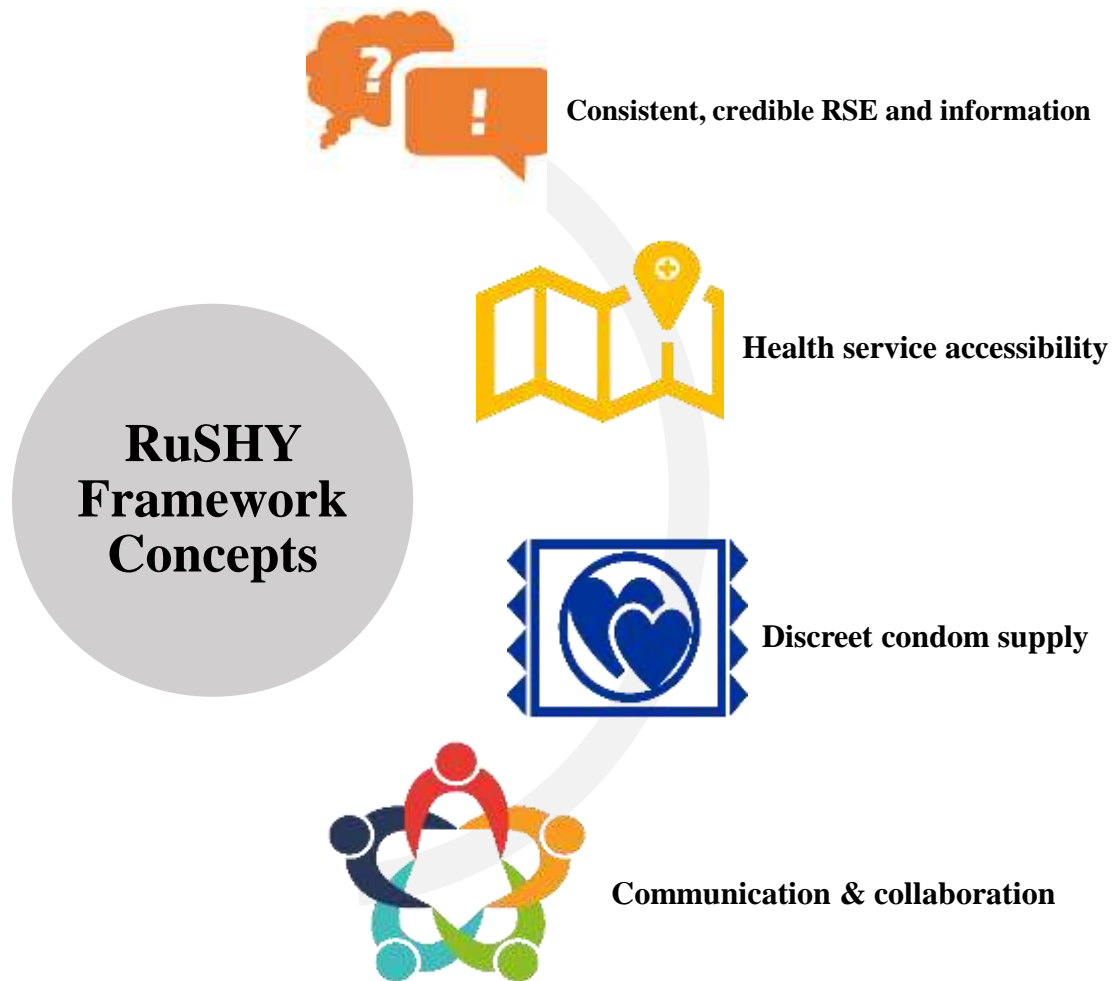 ?
!
Consistent, credible RSE and information
Health service accessibility
RuSHY
Framework
Concepts
Discreet condom supply
Communication & collaboration